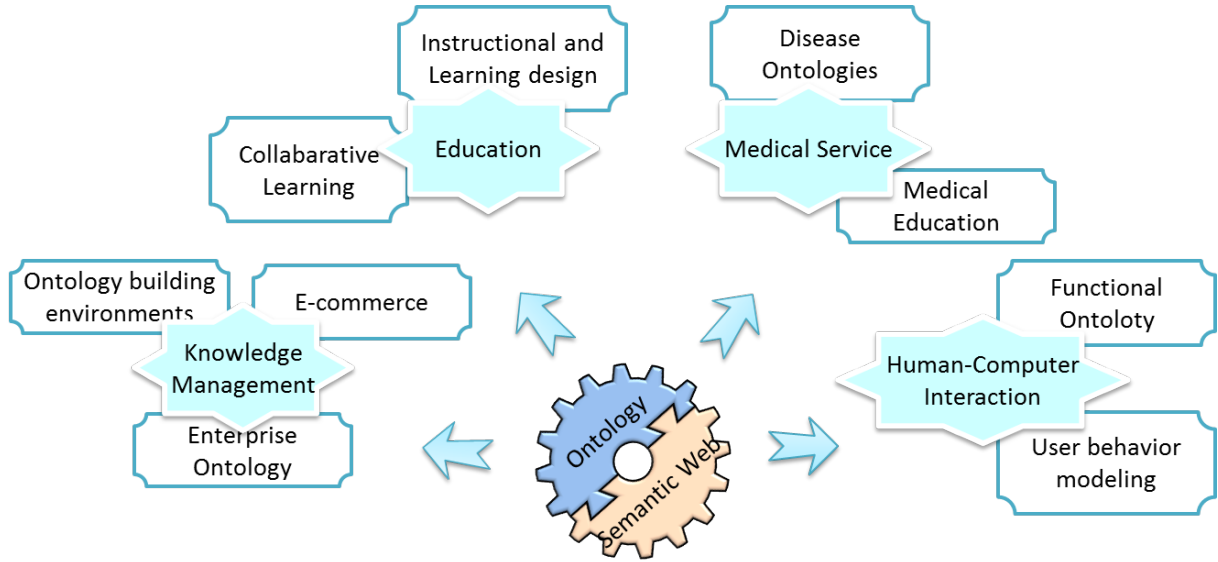 Instructional and
Learning design
Collabarative
Learning
Education
Disease
Ontologies
Medical Service
Medical
Education
Ontology building
environments
E-commerce
Knowledge
Management
Enterprise
Ontology
Functional
Ontoloty
Human-Computer
Interaction
User behavior
modeling
Ontology
Semantic Web